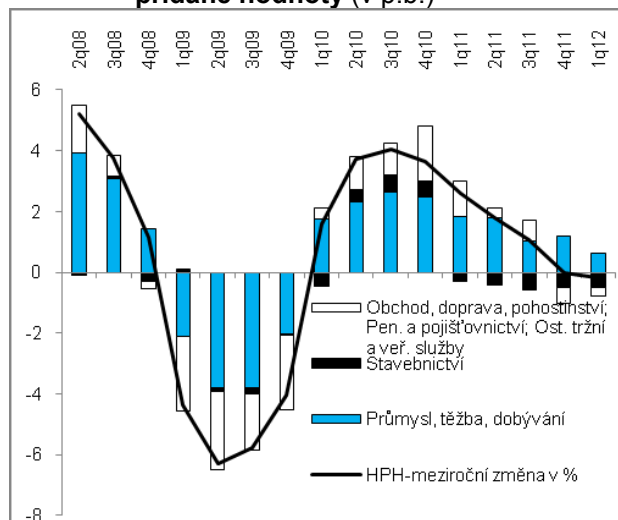 přidané hodnoty (v p.b.)
2q08 3q08 4q08 1q09 2q09 3q09 4q09 1q10 2q10 3q10 4q10 1q11 2q11 3q11 4q11 1q12
6
4
2
0
-2
-4
-6
-8
Obchod, doprava, pohostinství;
Pen. a pojišťovnictví; Ost. tržní
a veř. služby
Stavebnictví
Průmysl, těžba, dobývání
HPH-meziroční změna v %